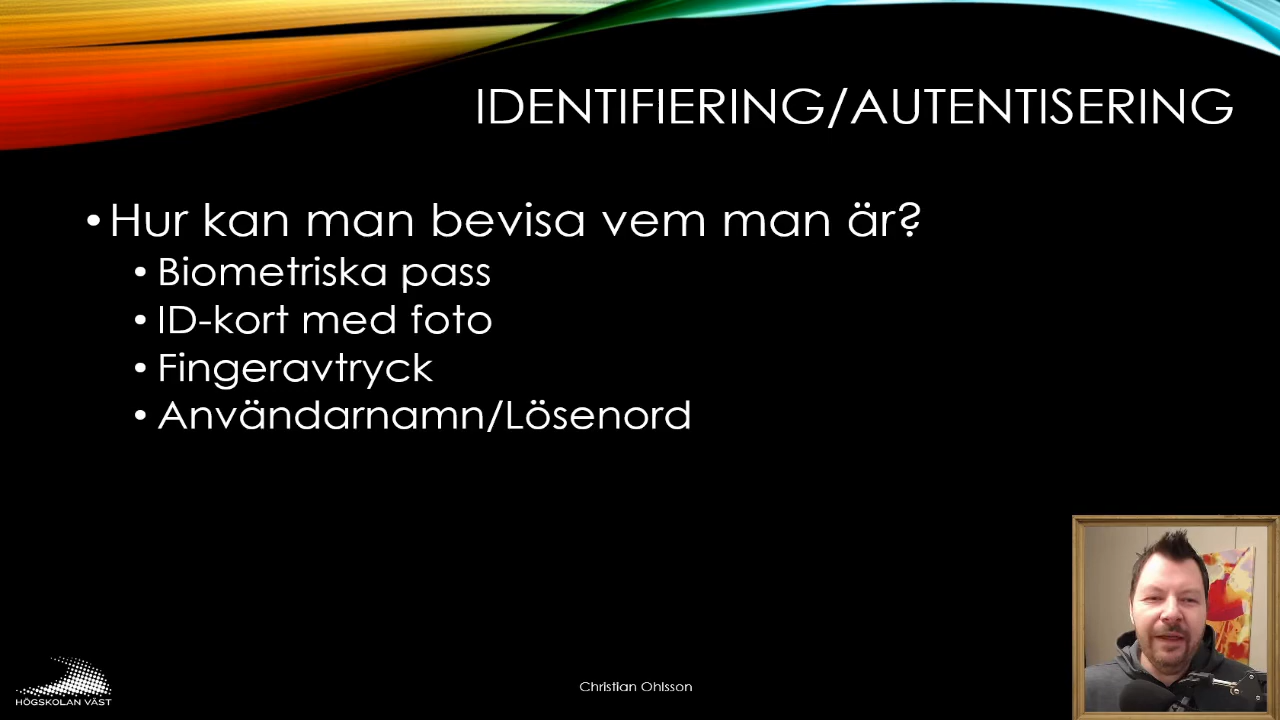 IDENTIFIERING/AUTENTISERING
• Hur kan man bevisa vem man är?
• Biometriska pass
• ID-kort med foto
• Fingeravtryck
• Användarnamn/Lösenord
HÖGSKOLAN VÄST
Christian Ohlsson